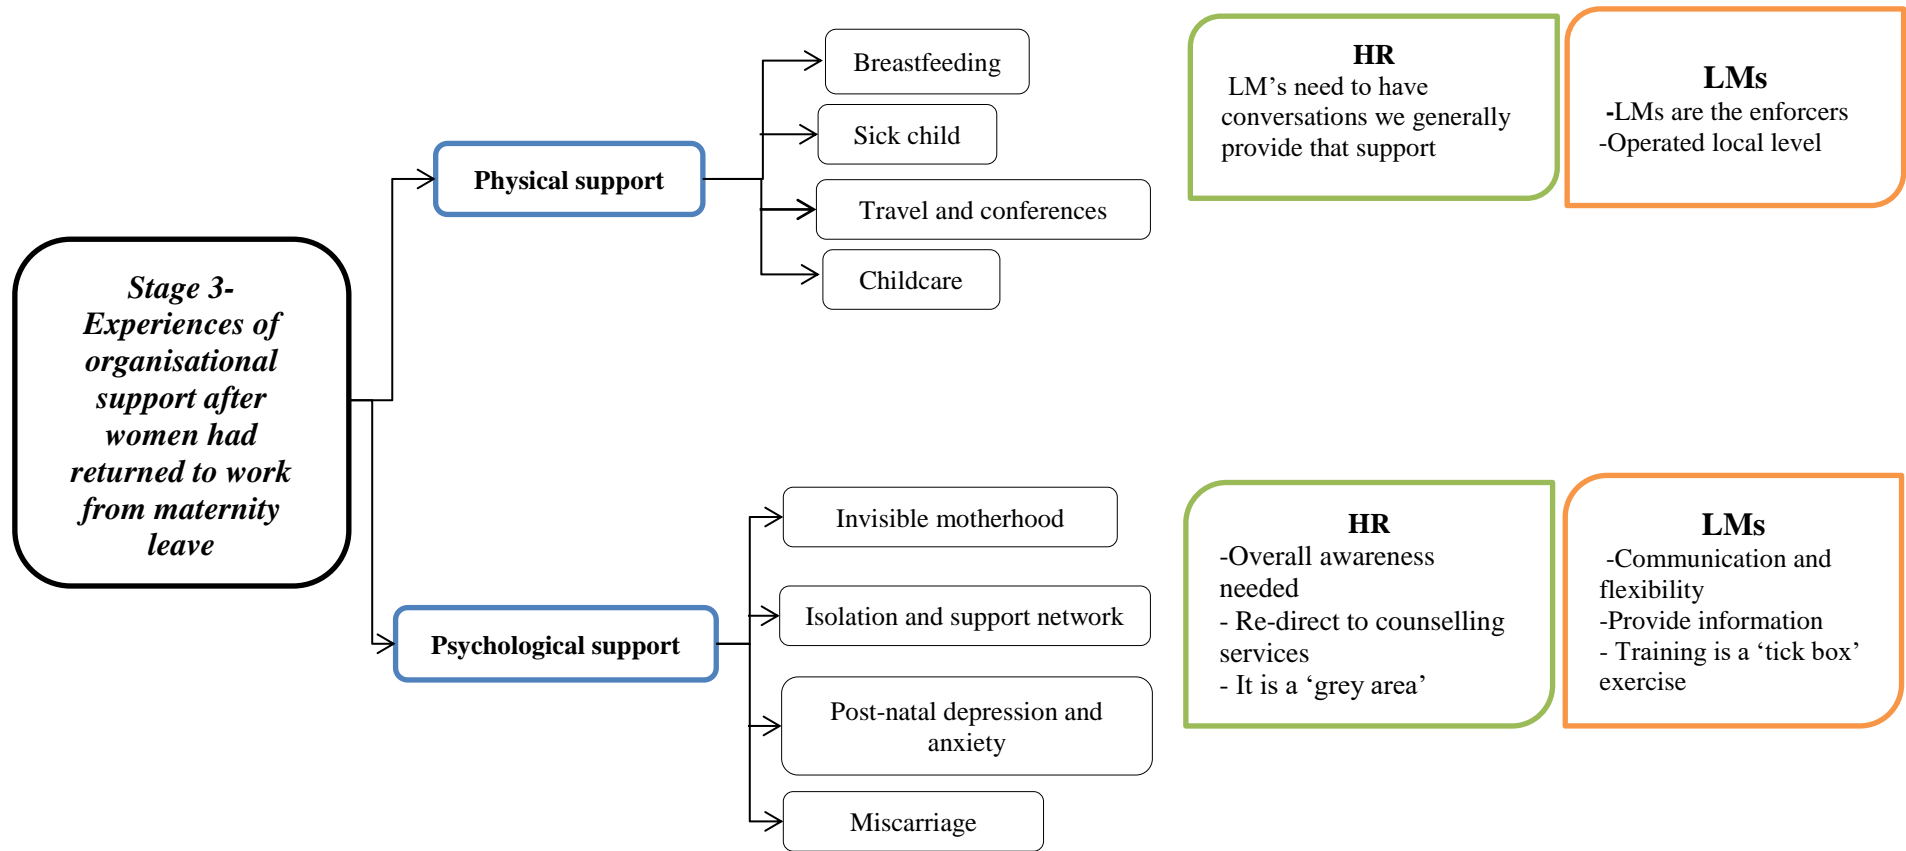 Stage 3-
Experiences of
organisational
support after
women had
returned to work
from maternity
leave
Physical support
Breastfeeding
Sick child
Travel and conferences
Childcare
HR
LM's need to have
conversations we generally
provide that support
LMs
-LMs are the enforcers
-Operated local level
Psychological support
Invisible motherhood
Isolation and support network
Post-natal depression and
anxiety
Miscarriage
HR
-Overall awareness
needed
- Re-direct to counselling
services
- It is a ‘grey area’
LMs
-Communication and
flexibility
-Provide information
- Training is a ‘tick box’
exercise